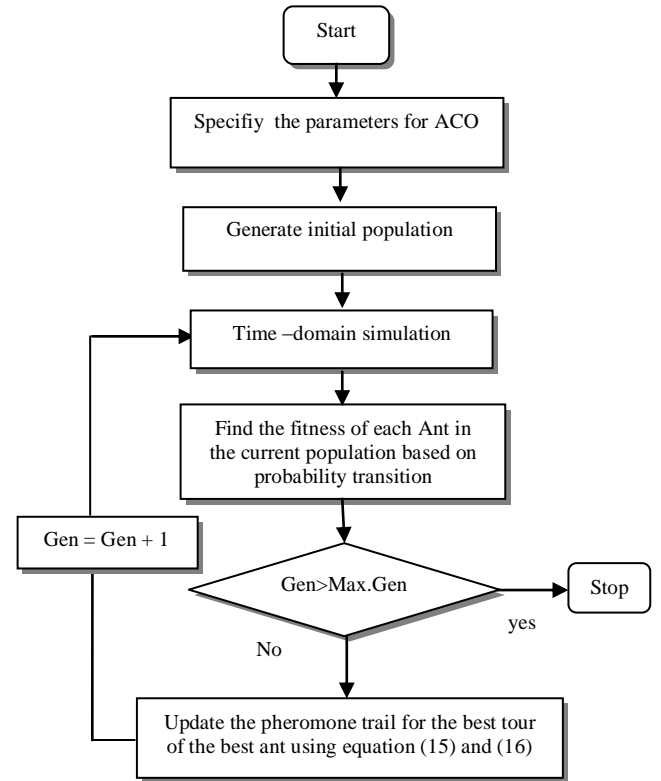 Start
Specifiy the parameters for ACO
Generate initial population
Time –domain simulation
Find the fitness of each Ant in
the current population based on
probability transition
Gen = Gen + 1
Gen>Max.Gen
Stop
yes
No
Update the pheromone trail for the best tour
of the best ant using equation (15) and (16)